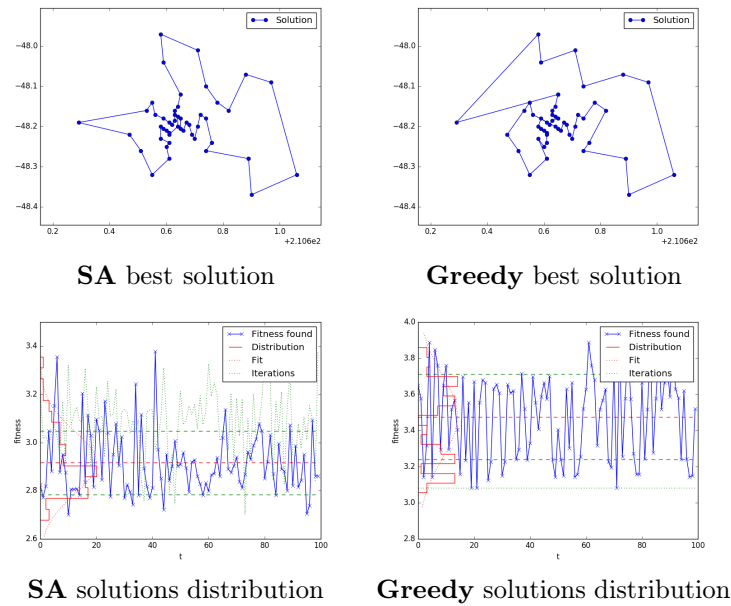 Solution
−48.0
−48.1
−48.2
−48.3
−48.4
0.2 0.4 0.6 0.8 1.0
+2.106e2
Solution
−48.0
−48.1
−48.2
−48.3
−48.4
0.2 0.4 0.6 0.8 1.0
+2.106e2
SA best solution
Greedy best solution
3.4
3.2
3.0
2.8
2.6
fitness
Fitness found
Distribution
Fit
Iterations
0 20 40 60 80 100
t
4.0
3.8
3.6
3.4
3.2
3.0
2.8
fitness
Fitness found
Distribution
Fit
Iterations
0 20 40 60 80 100
t
SA solutions distribution
Greedy solutions distribution